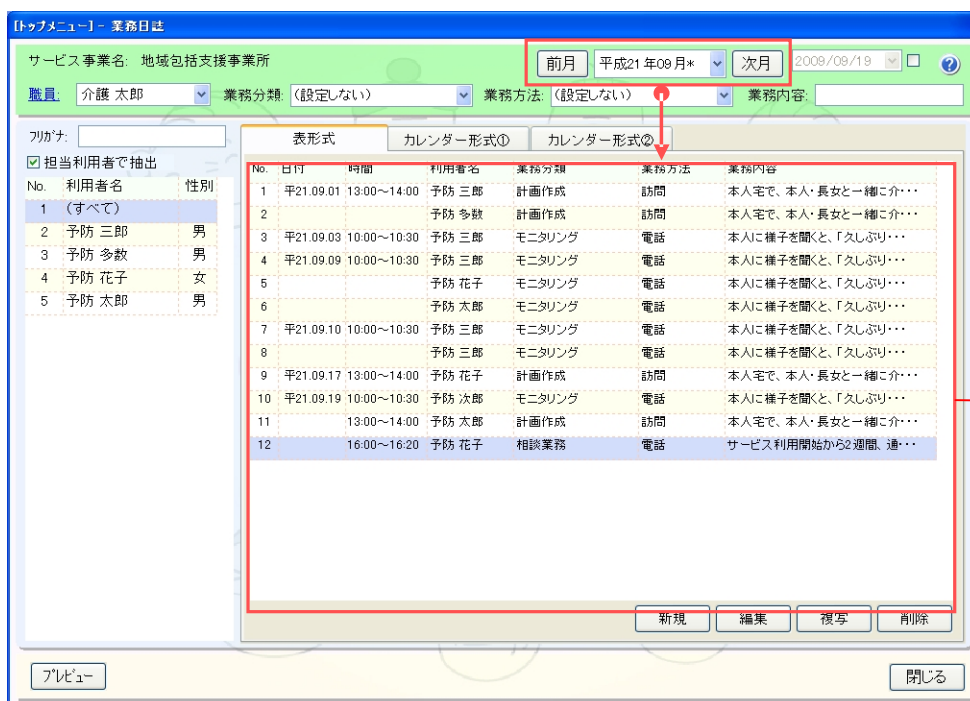 [トップメニュー] - 業務日誌
サービス事業名: 地域包括支援事業所 前月 平成21年09月* 次月 2009/09/19
職員: 介護 太郎 業務分類: (設定しない) 業務方法: (設定しない) 業務内容:
フリガナ:
担当利用者で抽出
No. 利用者名 性別
1 (すべて)
2 予防 三郎 男
3 予防 多数 男
4 予防 花子 女
5 予防 太郎 男
表形式 カレンダー形式① カレンダー形式②
No. 日付 時間 利用者名 業務分類 業務方法 業務内容
1 平21.09.01 13:00～14:00 予防 三郎 計画作成 訪問 本人宅で、本人・長女と一緒に介・・・
2 予防 多数 計画作成 訪問 本人宅で、本人・長女と一緒に介・・・
3 平21.09.03 10:00～10:30 予防 三郎 モニタリング 電話 本人に様子を聞くと、「久しぶり・・・
4 平21.09.09 10:00～10:30 予防 三郎 モニタリング 電話 本人に様子を聞くと、「久しぶり・・・
5 予防 花子 モニタリング 電話 本人に様子を聞くと、「久しぶり・・・
6 予防 太郎 モニタリング 電話 本人に様子を聞くと、「久しぶり・・・
7 平21.09.10 10:00～10:30 予防 三郎 モニタリング 電話 本人に様子を聞くと、「久しぶり・・・
8 予防 三郎 モニタリング 電話 本人に様子を聞くと、「久しぶり・・・
9 平21.09.17 13:00～14:00 予防 花子 計画作成 訪問 本人宅で、本人・長女と一緒に介・・・
10 平21.09.19 10:00～10:30 予防 次郎 モニタリング 電話 本人に様子を聞くと、「久しぶり・・・
11 13:00～14:00 予防 太郎 計画作成 訪問 本人宅で、本人・長女と一緒に介・・・
12 16:00～16:20 予防 花子 相談業務 電話 サービス利用開始から2週間、通・・・
新規 編集 複写 削除
プレビュー 閉じる